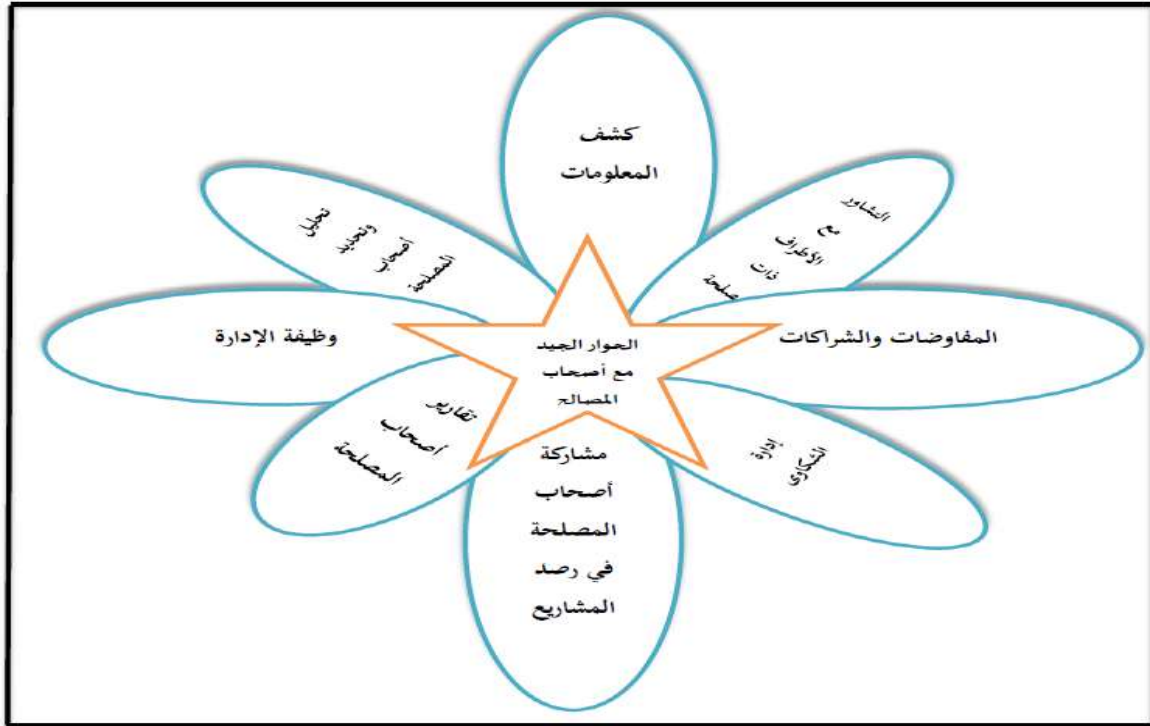 كشف
المعلومات
التشاور
مع
الأطراف
ذات
المفاوضات والشراكات
إدارة
الشكاوى
مشاركة
أصحاب
المصلحة
في رصد
المشاريع
تقارير
أصحاب
المصلحة
وظيفة الإدارة
تحليل
وتحديد
أصحاب
المصلحة
الحوار الجيد
مع أصحاب
المصالح